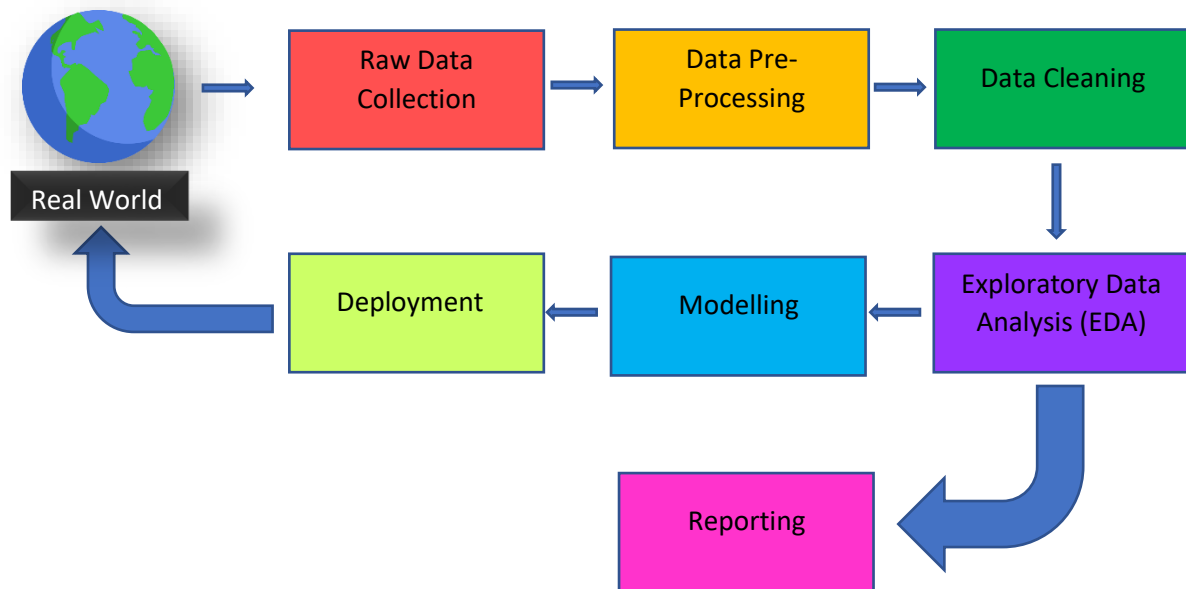 Raw Data
Collection
Data Pre-
Processing
Data Cleaning
Real World
Deployment
Modelling
Exploratory Data
Analysis (EDA)
Reporting